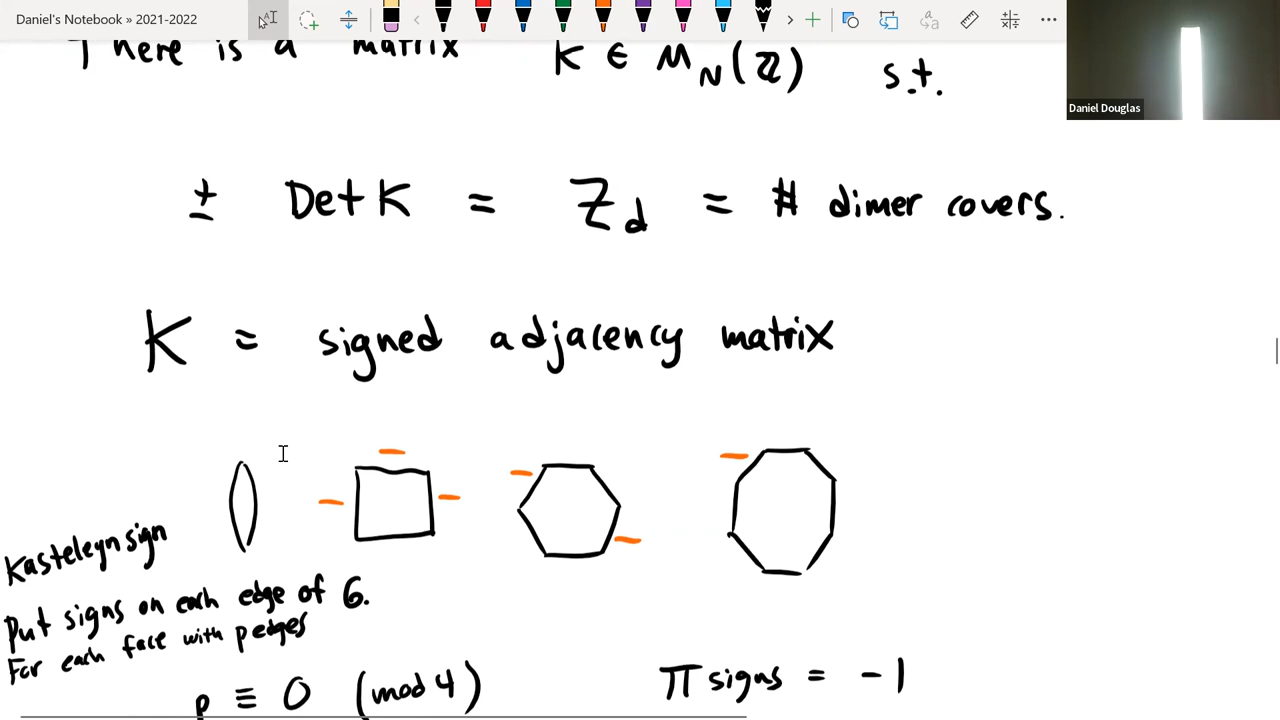 Daniel's Notebook » 2021-2022
Daniel Douglas
There is a matrix K ∈ M_N(ℤ) s.t.
± Det K = Z_d = # dimer covers.
K = signed adjacency matrix
Kasteleyn sign
Put signs on each edge of G.
For each face with p edges
p ≡ 0 (mod 4) π signs = -1